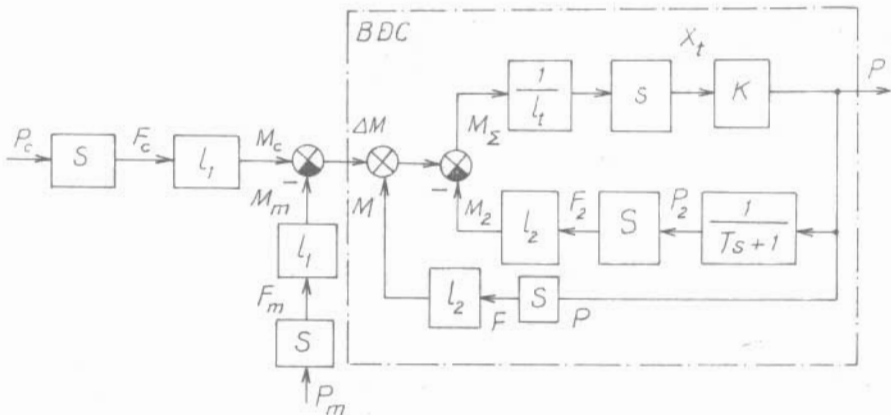 BDC
X_t
P
1
l_t
s
K
P_c
S
F_c
l_1
M_c
ΔM
M_Σ
−
−
M_m
M
M_2
l_2
F_2
S
P_2
1
Ts+1
l_1
l_2
F
S
P
F_m
S
P_m